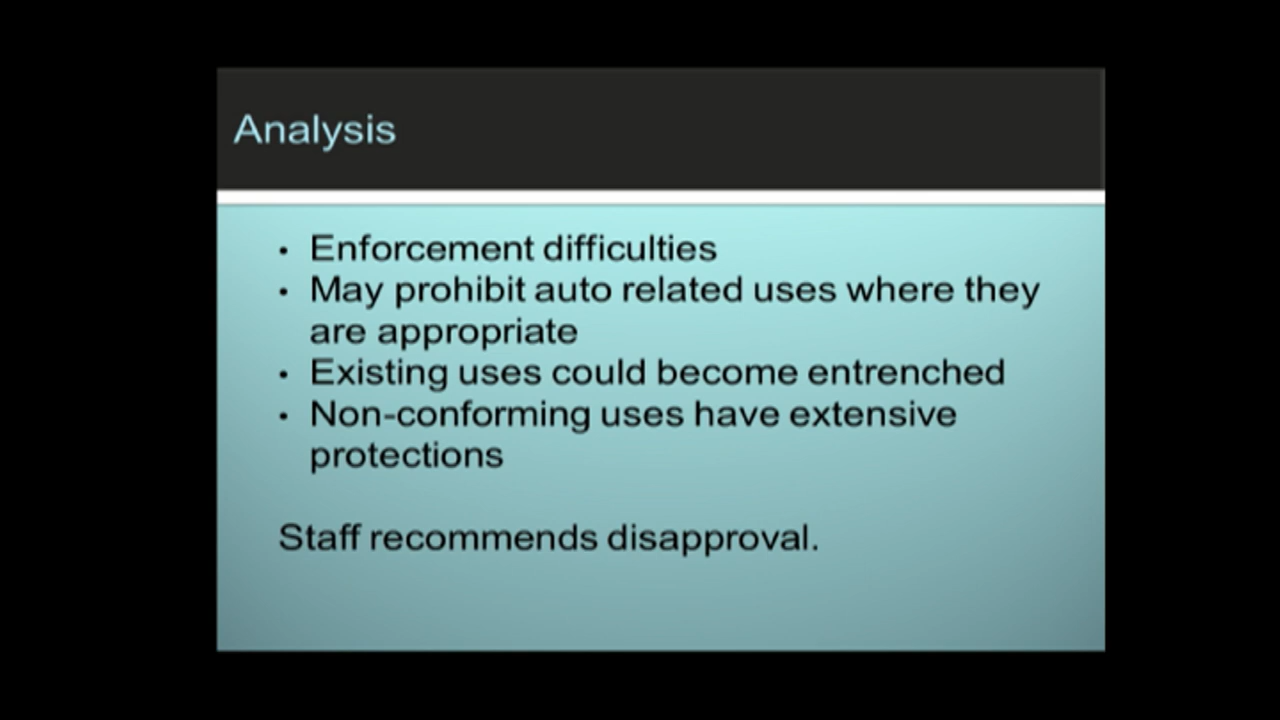 Analysis
• Enforcement difficulties
• May prohibit auto related uses where they
are appropriate
• Existing uses could become entrenched
• Non-conforming uses have extensive
protections
Staff recommends disapproval.